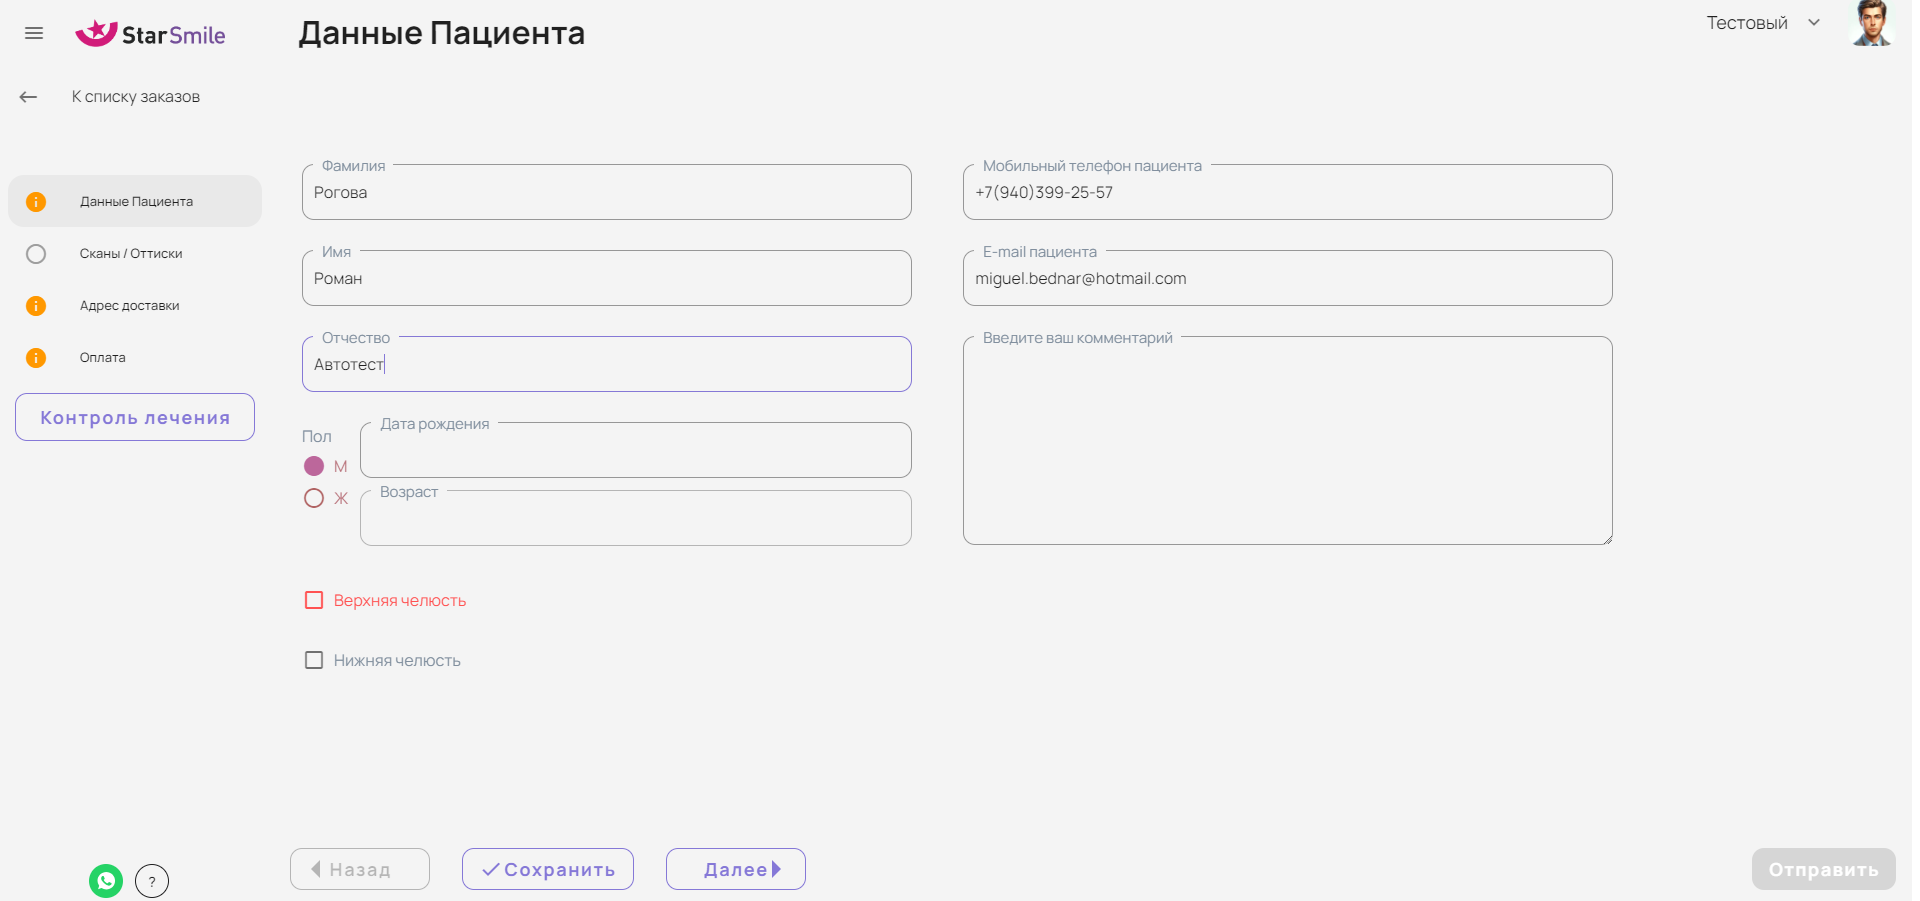 StarSmile
Данные Пациента
Тестовый
К списку заказов
Данные Пациента
Сканы / Оттиски
Адрес доставки
Оплата
Контроль лечения
Фамилия
Рогова
Имя
Роман
Отчество
Автотест
Пол
М
Ж
Дата рождения
Возраст
Верхняя челюсть
Нижняя челюсть
Мобильный телефон пациента
+7(940)399-25-57
E-mail пациента
miguel.bednar@hotmail.com
Введите ваш комментарий
?
Назад
Сохранить
Далее
Отправить